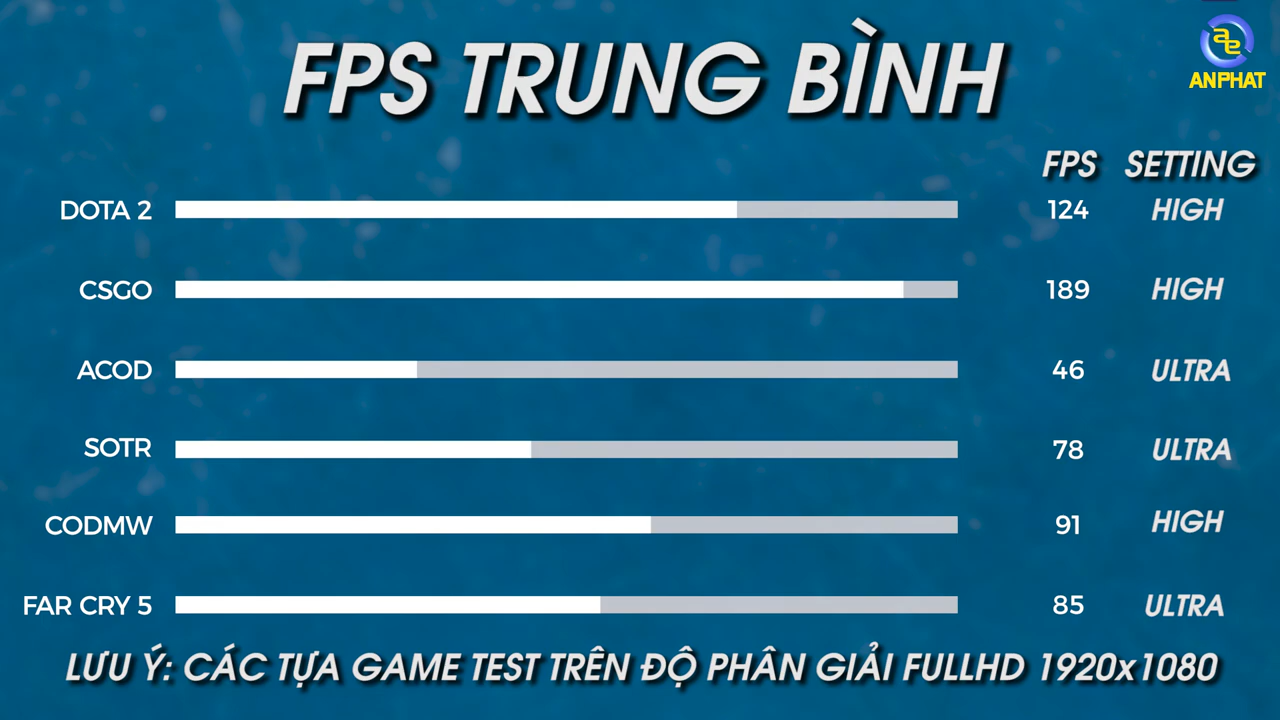 FPS TRUNG BÌNH
ae
ANPHAT
FPS SETTING
DOTA 2 124 HIGH
CSGO 189 HIGH
ACOD 46 ULTRA
SOTR 78 ULTRA
CODMW 91 HIGH
FAR CRY 5 85 ULTRA
LƯU Ý: CÁC TỰA GAME TEST TRÊN ĐỘ PHÂN GIẢI FULLHD 1920x1080